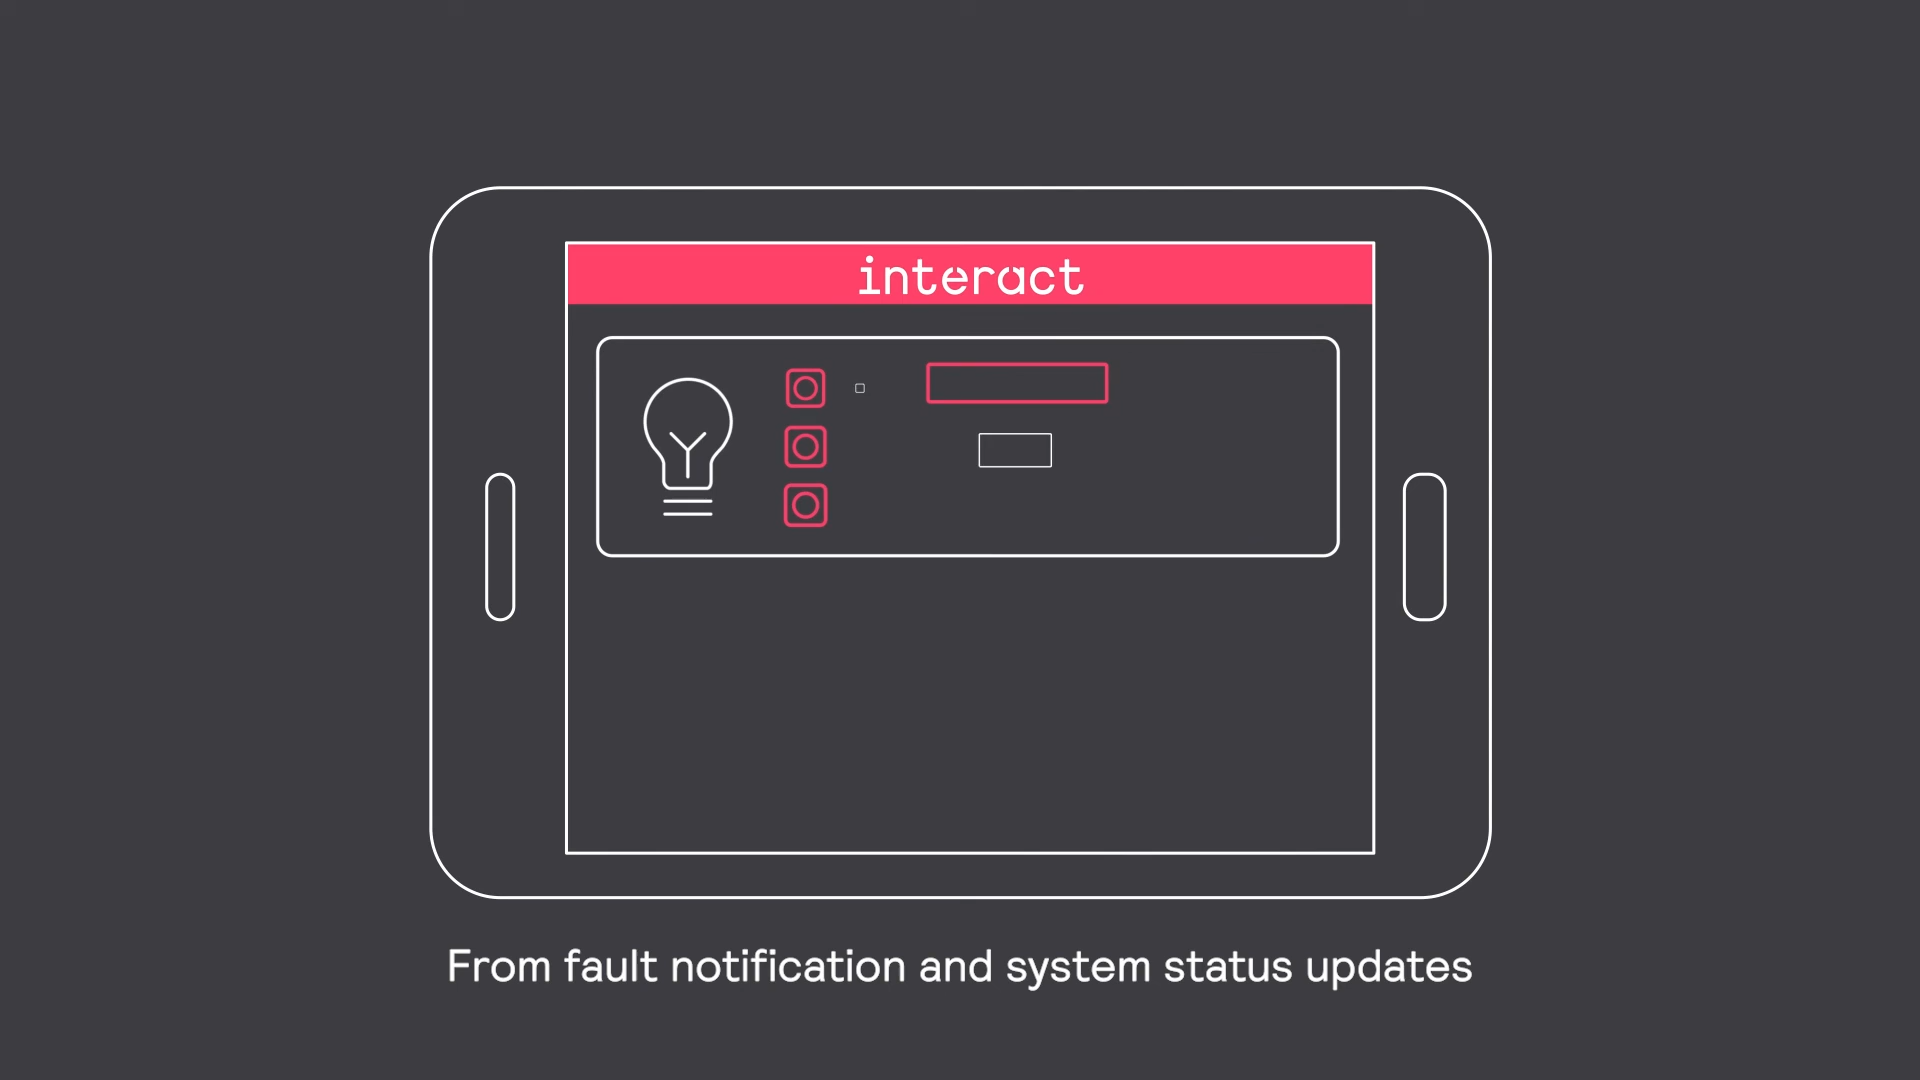 interact
From fault notification and system status updates